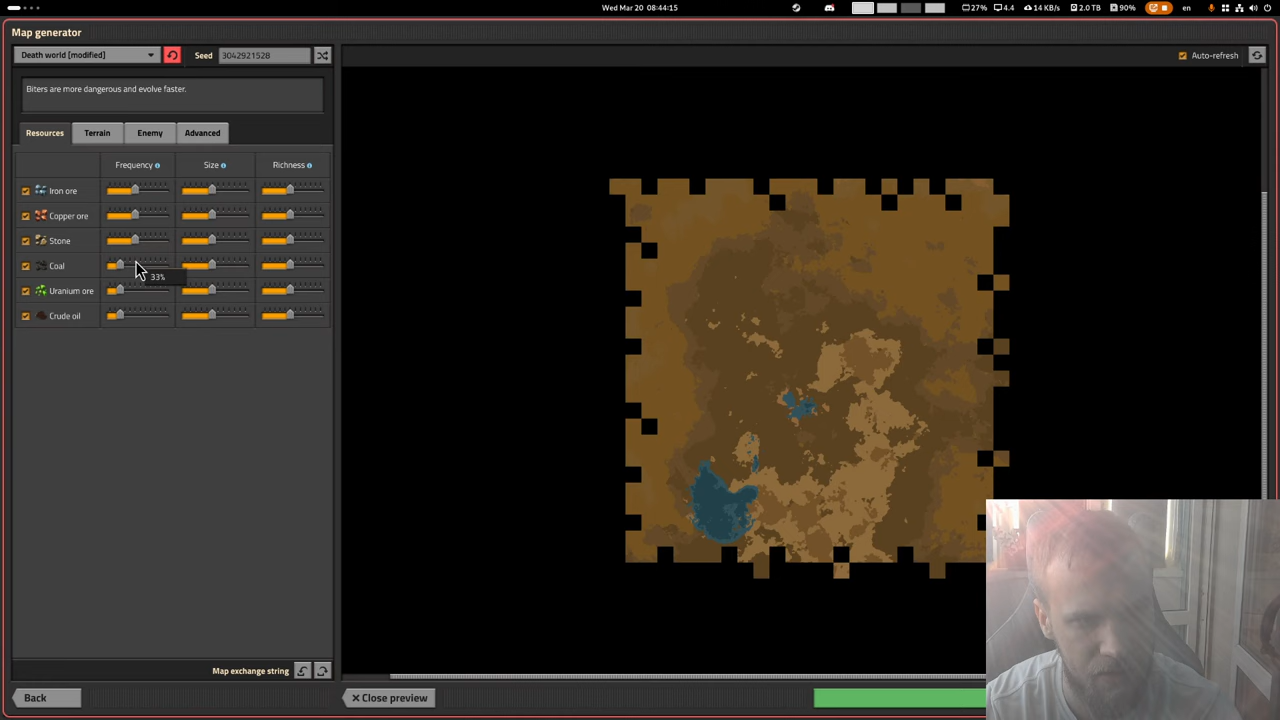 Wed Mar 20 08:44:15
27% 4.4 14 KB/s 2.0 TB 90% en
Map generator
Death world [modified] Seed 3042921528 Auto-refresh
Biters are more dangerous and evolve faster.
Resources Terrain Enemy Advanced
Frequency Size Richness
Iron ore
Copper ore
Stone
Coal
33%
Uranium ore
Crude oil
Map exchange string
Back Close preview